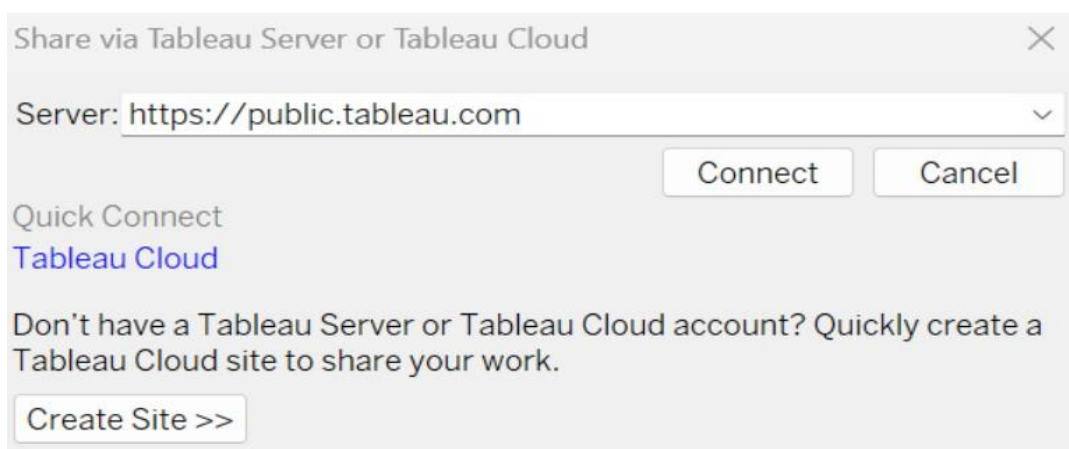 Share via Tableau Server or Tableau Cloud
Server: https://public.tableau.com
Connect Cancel
Quick Connect
Tableau Cloud
Don't have a Tableau Server or Tableau Cloud account? Quickly create a
Tableau Cloud site to share your work.
Create Site >>